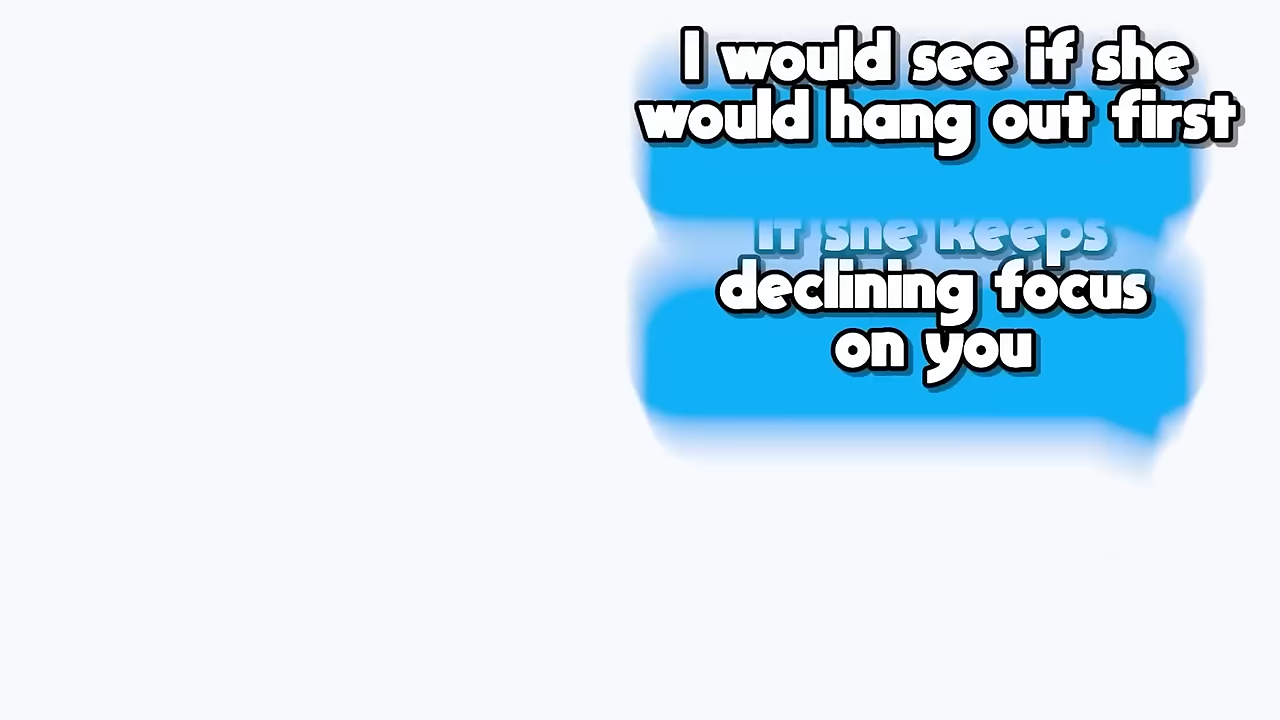 I would see if she
would hang out first
If she keeps
declining focus
on you